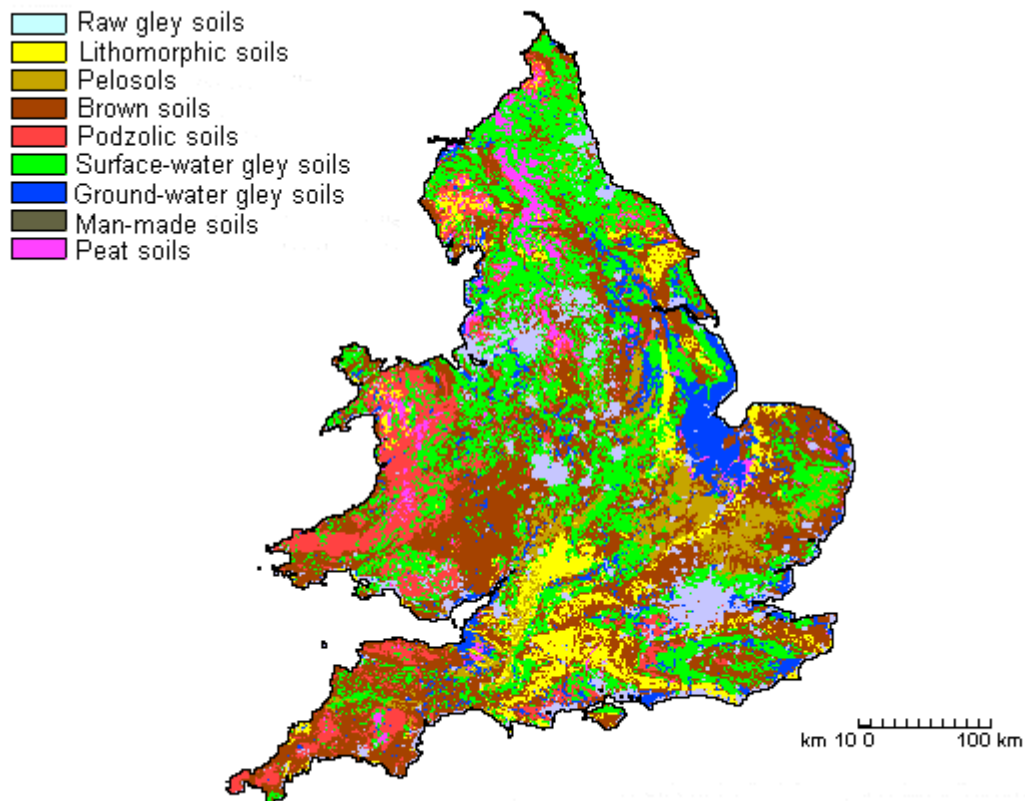 Raw gley soils
Lithomorphic soils
Pelosols
Brown soils
Podzolic soils
Surface-water gley soils
Ground-water gley soils
Man-made soils
Peat soils
km 10 0 100 km